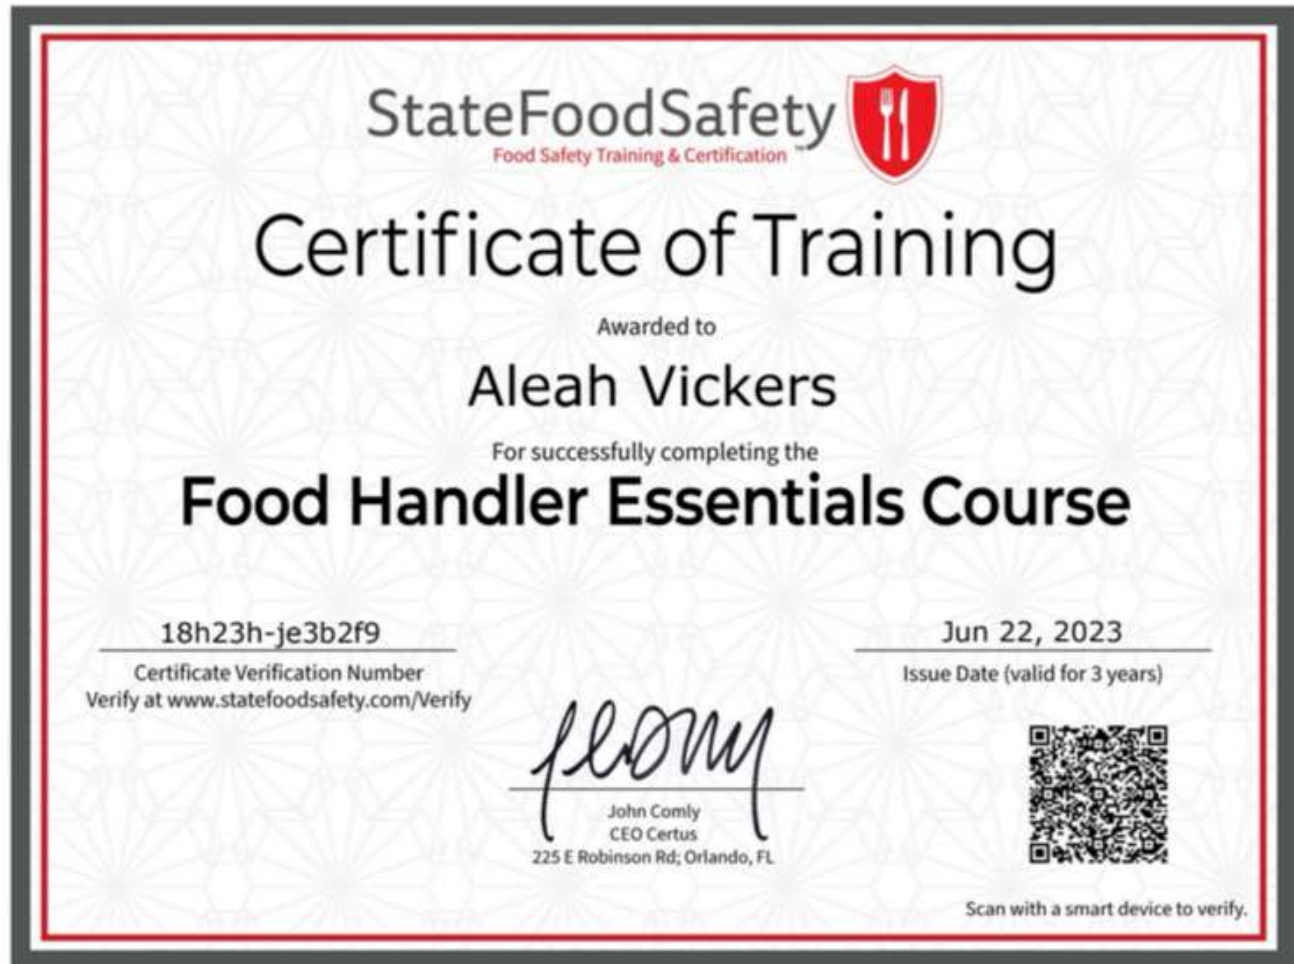 StateFoodSafety
Food Safety Training & Certification
Certificate of Training
Awarded to
Aleah Vickers
For successfully completing the
Food Handler Essentials Course
18h23h-je3b2f9
Certificate Verification Number
Verify at www.statefoodsafety.com/Verify
Jun 22, 2023
Issue Date (valid for 3 years)
John Comly
CEO Certus
225 E Robinson Rd; Orlando, FL
Scan with a smart device to verify.